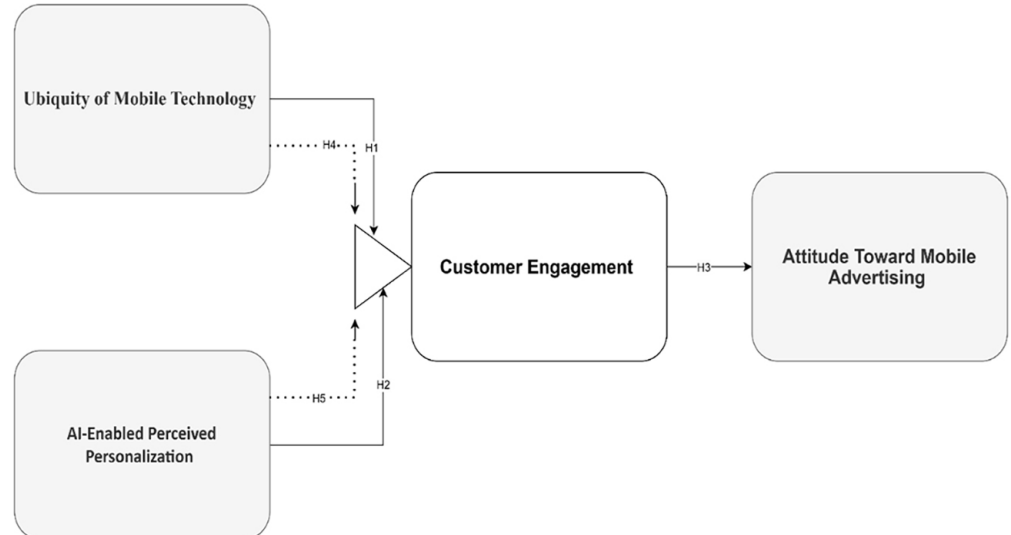 Ubiquity of Mobile Technology
H4
H1
Customer Engagement
H3
Attitude Toward Mobile
Advertising
H5
H2
AI-Enabled Perceived
Personalization